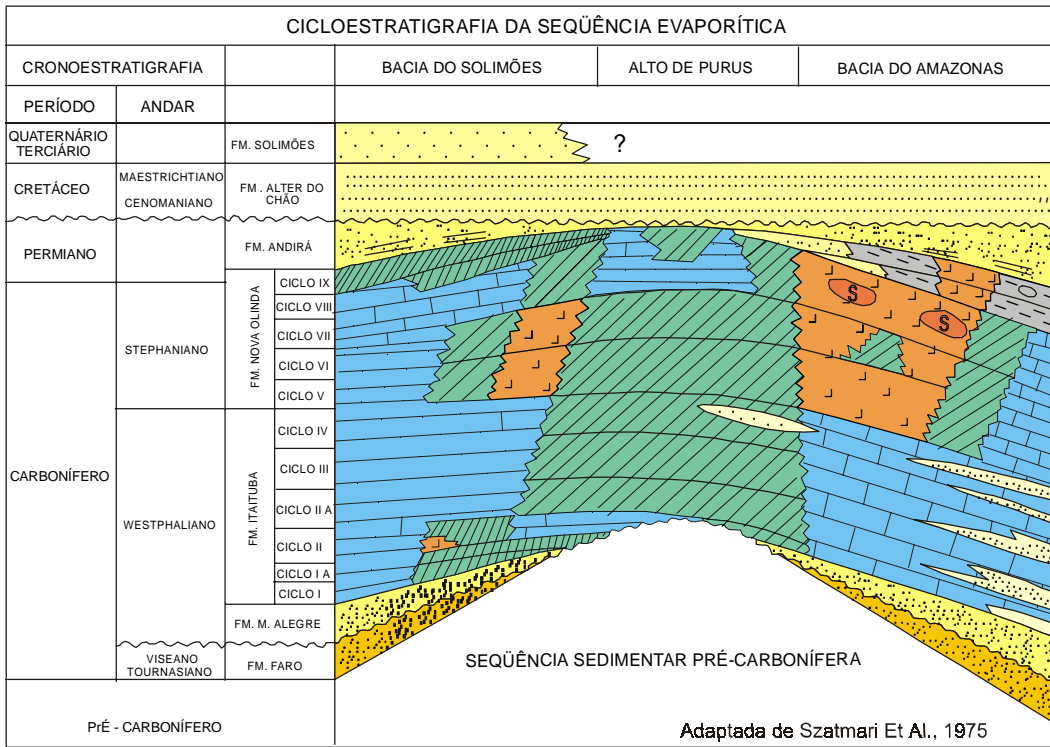 CICLOESTRATIGRAFIA DA SEQÜÊNCIA EVAPORÍTICA
CRONOESTRATIGRAFIA
BACIA DO SOLIMÕES
ALTO DE PURUS
BACIA DO AMAZONAS
PERÍODO
ANDAR
QUATERNÁRIO
TERCIÁRIO
FM. SOLIMÕES
?
CRETÁCEO
MAESTRICHTIANO
CENOMANIANO
FM . ALTER DO
CHÃO
PERMIANO
FM. ANDIRÁ
CARBONÍFERO
STEPHANIANO
FM. NOVA OLINDA
CICLO IX
CICLO VIII
CICLO VII
CICLO VI
CICLO V
S
S
WESTPHALIANO
FM. ITAITUBA
CICLO IV
CICLO III
CICLO II A
CICLO II
CICLO I A
CICLO I
FM. M. ALEGRE
VISEANO
TOURNASIANO
FM. FARO
SEQÜÊNCIA SEDIMENTAR PRÉ-CARBONÍFERA
PrÉ - CARBONÍFERO
Adaptada de Szatmari Et Al., 1975